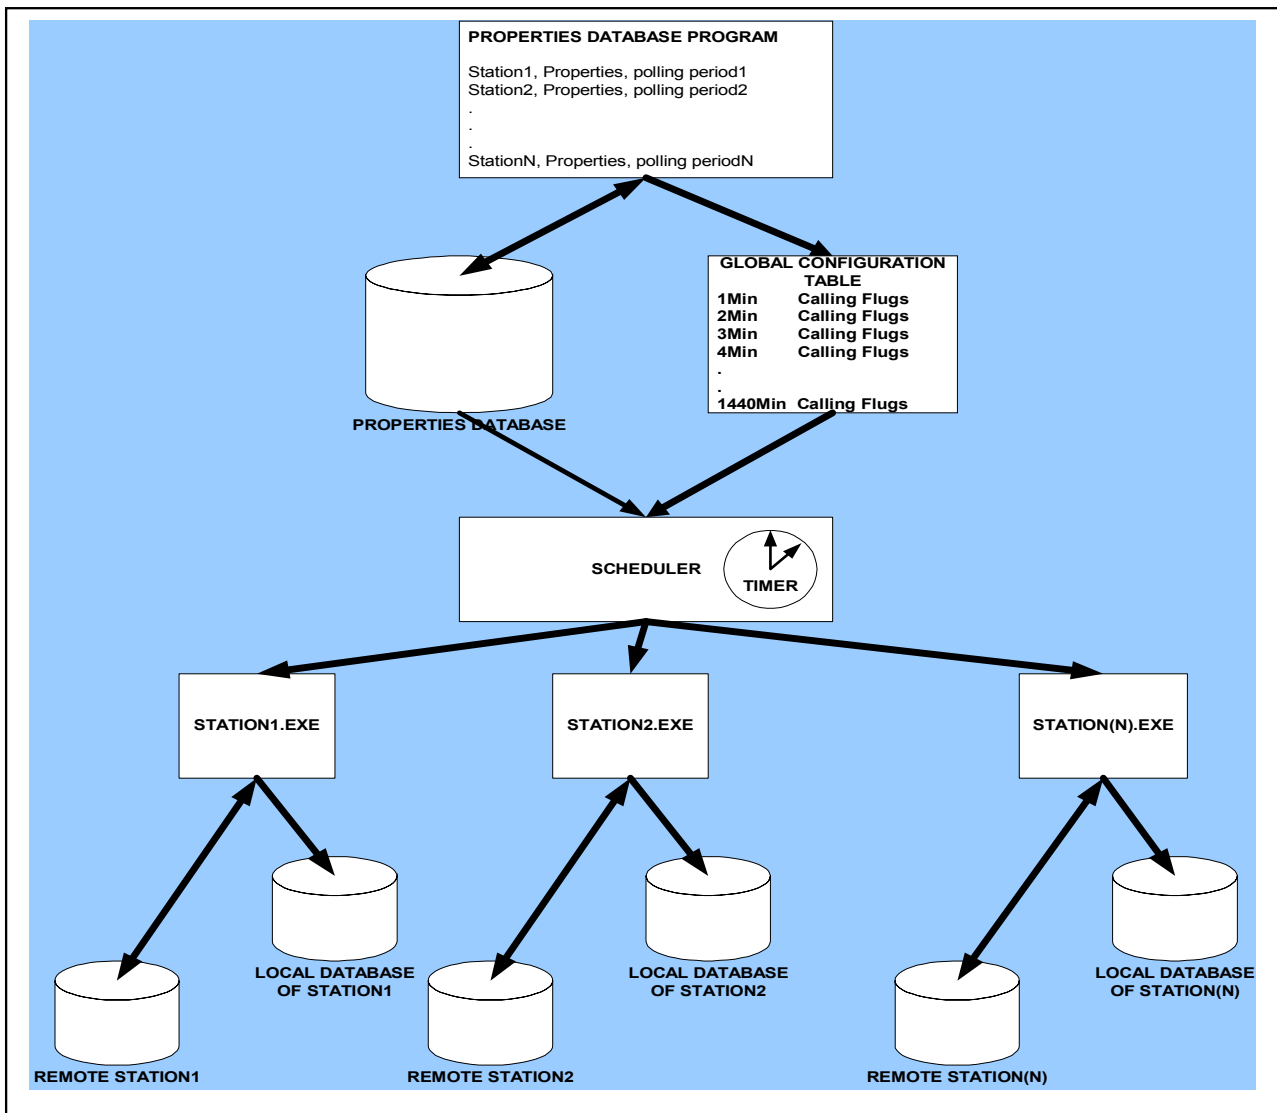 PROPERTIES DATABASE PROGRAM
Station1, Properties, polling period1
Station2, Properties, polling period2
.
.
.
StationN, Properties, polling periodN
GLOBAL CONFIGURATION
TABLE
1Min Calling Flugs
2Min Calling Flugs
3Min Calling Flugs
4Min Calling Flugs
.
.
1440Min Calling Flugs
PROPERTIES DATABASE
SCHEDULER
TIMER
STATION1.EXE
STATION2.EXE
STATION(N).EXE
LOCAL DATABASE
OF STATION1
LOCAL DATABASE
OF STATION2
LOCAL DATABASE
OF STATION(N)
REMOTE STATION1
REMOTE STATION2
REMOTE STATION(N)